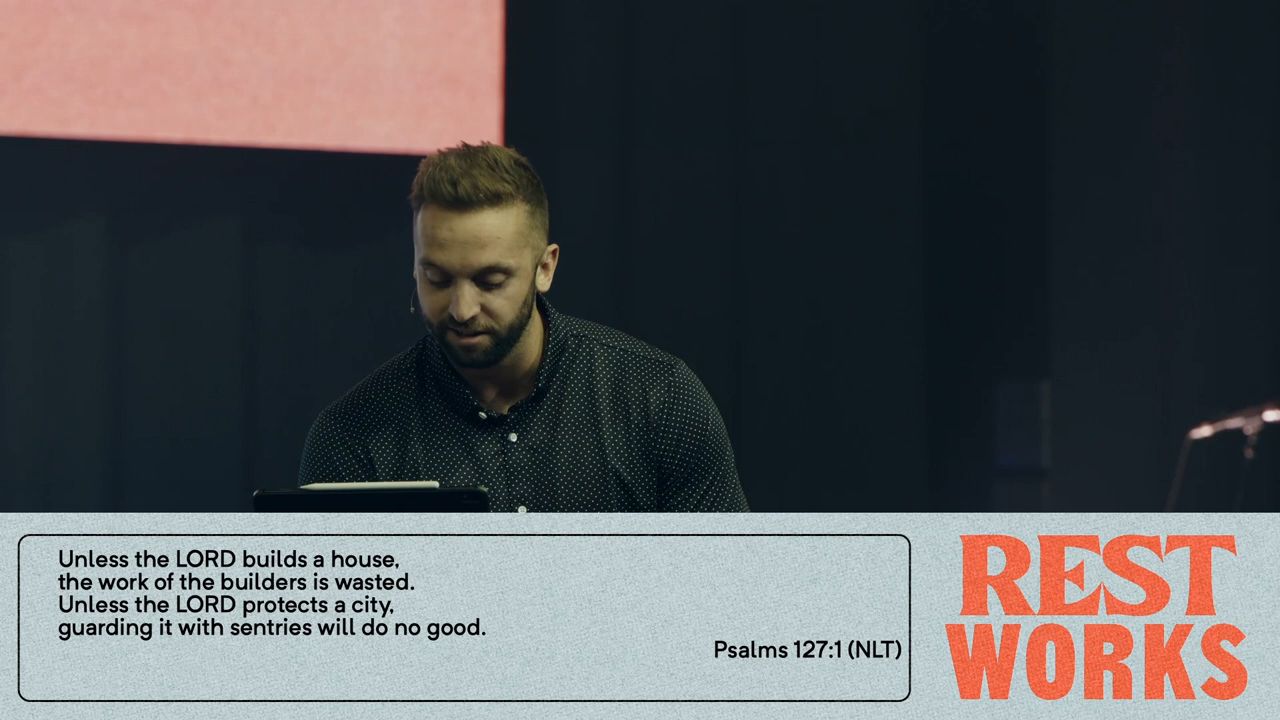 Unless the LORD builds a house,
the work of the builders is wasted.
Unless the LORD protects a city,
guarding it with sentries will do no good.
Psalms 127:1 (NLT)
REST
WORKS